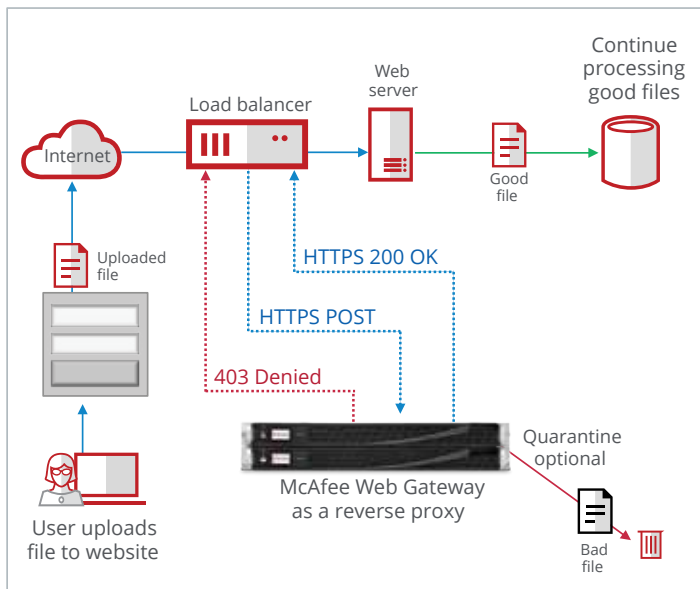 Continue
processing
good files
Web
server
Load balancer
Internet
Good
file
Uploaded
file
HTTPS 200 OK
HTTPS POST
403 Denied
Quarantine
optional
McAfee Web Gateway
as a reverse proxy
User uploads
file to website
Bad
file